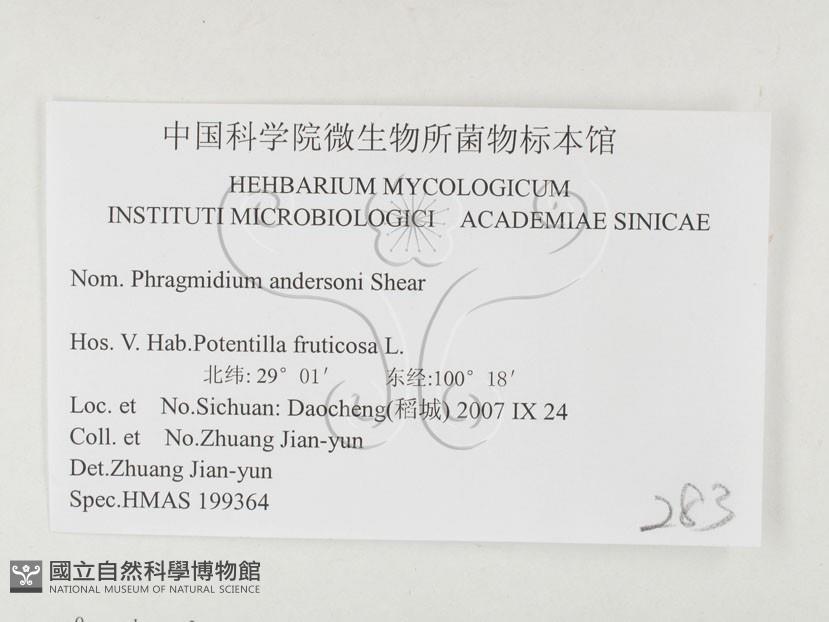 中国科学院微生物所菌物标本馆
HEHBARIUM MYCOLOGICUM
INSTITUTI MICROBIOLOGICI ACADEMIAE SINICAE
Nom. Phragmidium andersoni Shear
Hos. V. Hab.Potentilla fruticosa L.
北纬: 29° 01′ 东经:100° 18′
Loc. et No.Sichuan: Daocheng(稻城) 2007 IX 24
Coll. et No.Zhuang Jian-yun
Det.Zhuang Jian-yun
Spec.HMAS 199364
283
國立自然科學博物館
NATIONAL MUSEUM OF NATURAL SCIENCE